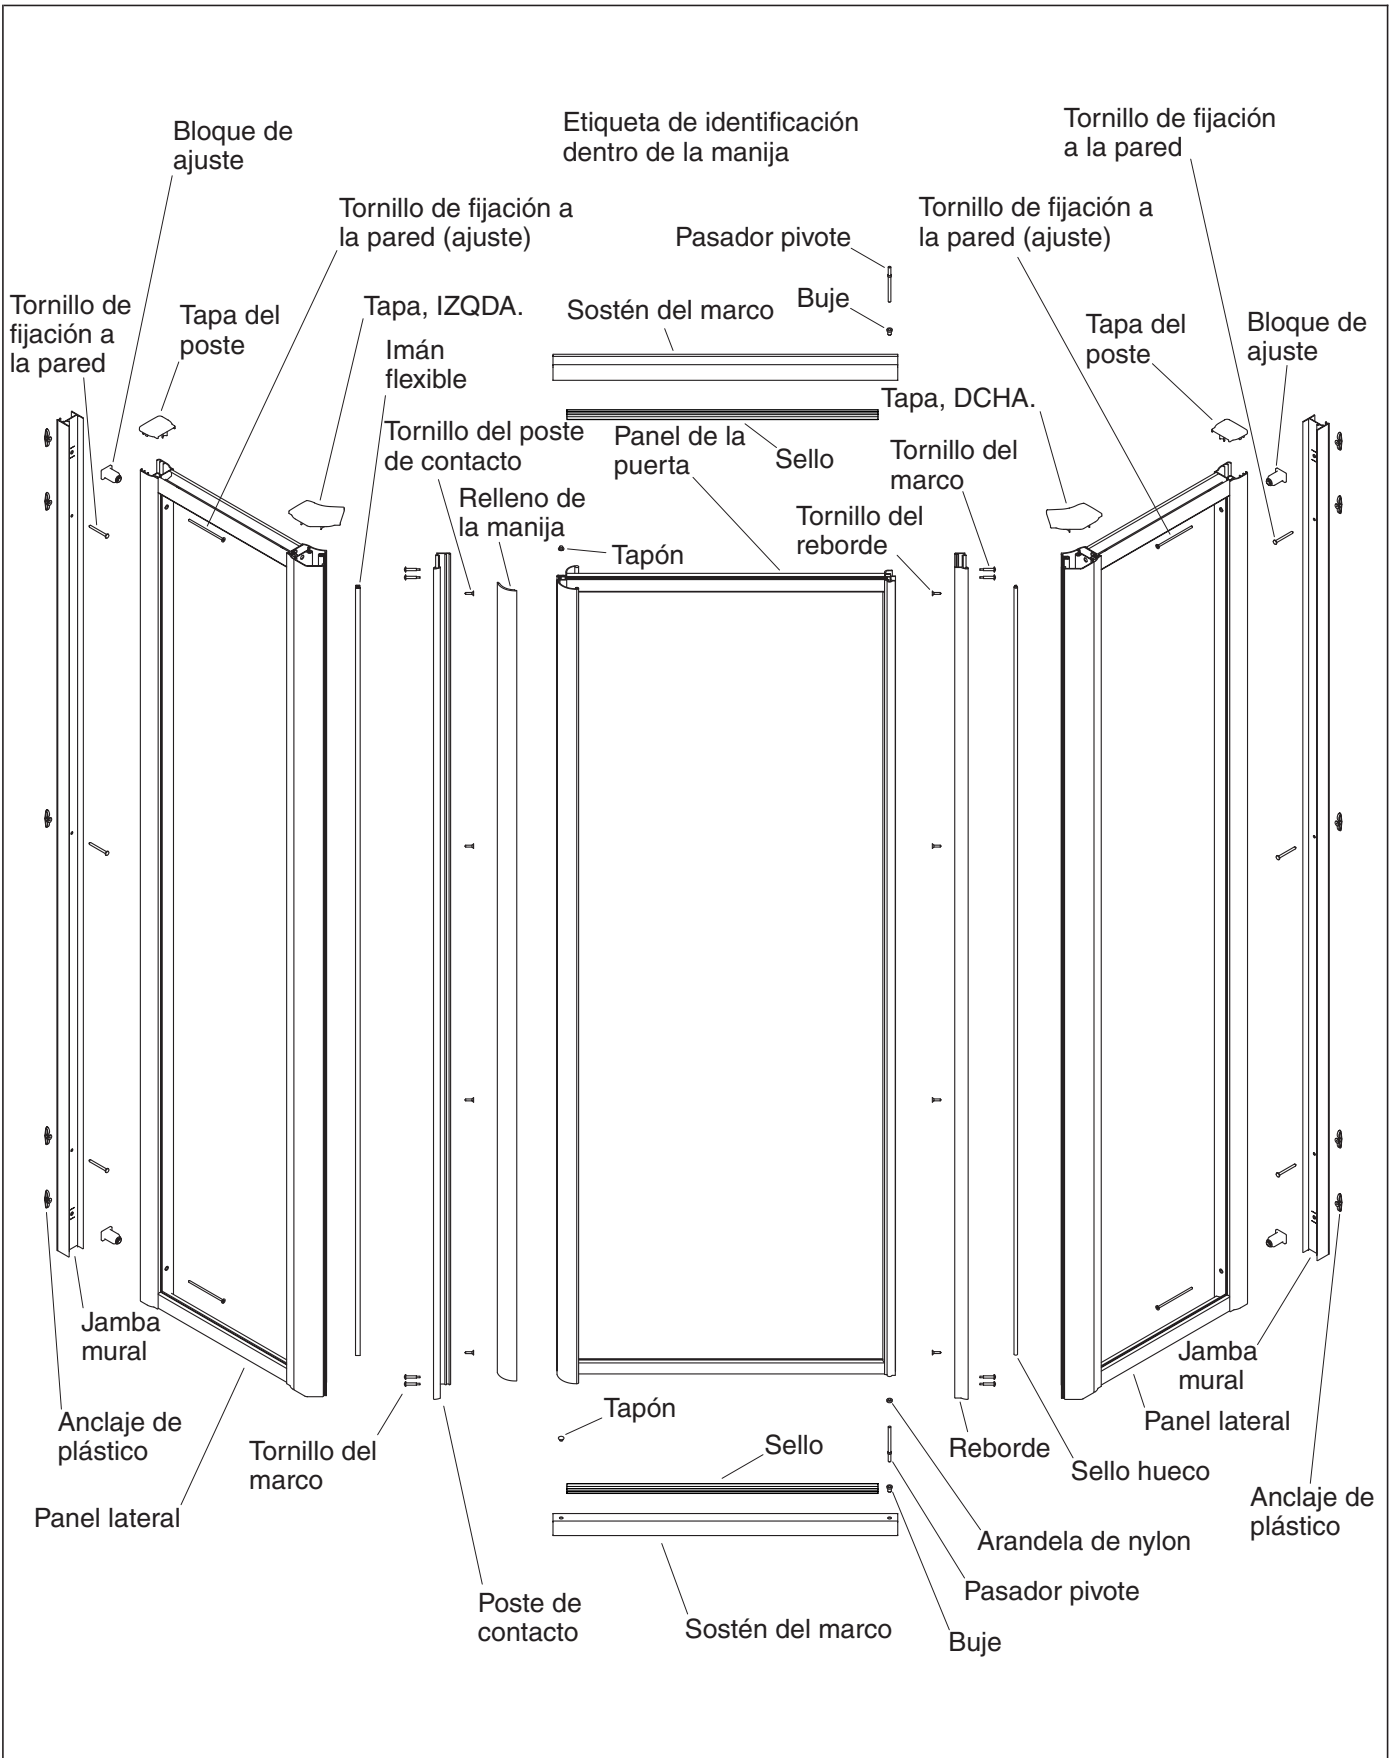 Bloque de
ajuste
Etiqueta de identificación
dentro de la manija
Tornillo de fijación
a la pared
Tornillo de fijación a
la pared (ajuste)
Pasador pivote
Tornillo de fijación a
la pared (ajuste)
Tornillo de
fijación a
la pared
Tapa del
poste
Tapa, IZQDA.
Imán
flexible
Sostén del marco
Buje
Tapa del
poste
Bloque de
ajuste
Tapa, DCHA.
Tornillo del poste
de contacto
Panel de la
puerta
Sello
Tornillo del
marco
Relleno de
la manija
Tapón
Tornillo del
reborde
Jamba
mural
Jamba
mural
Anclaje de
plástico
Tornillo del
marco
Panel lateral
Tapón
Sello
Reborde
Panel lateral
Sello hueco
Anclaje de
plástico
Arandela de nylon
Pasador pivote
Poste de
contacto
Sostén del marco
Buje